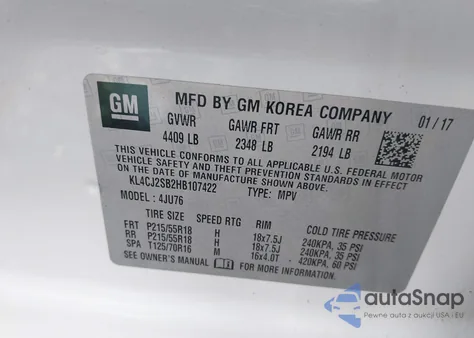 GM
MFD BY GM KOREA COMPANY
01/17
GVWR GAWR FRT GAWR RR
4409 LB 2348 LB 2194 LB
THIS VEHICLE CONFORMS TO ALL APPLICABLE U.S. FEDERAL MOTOR
VEHICLE SAFETY, BUMPER, AND THEFT PREVENTION STANDARDS IN EFFECT
ON THE DATE OF MANUFACTURE SHOWN ABOVE.
KL4CJ2SB2HB107422 TYPE: MPV
MODEL: 4JU76
TIRE SIZE SPEED RTG RIM COLD TIRE PRESSURE
FRT P215/55R18 H 18x7.5J 240KPA, 35 PSI
RR P215/55R18 H 18x7.5J 240KPA, 35 PSI
SPA T125/70R16 M 16x4.0T 420KPA, 60 PSI
SEE OWNER'S MANUAL FOR MORE INFORMATION.
autoSnap
Pewne auta z aukcji USA - EU